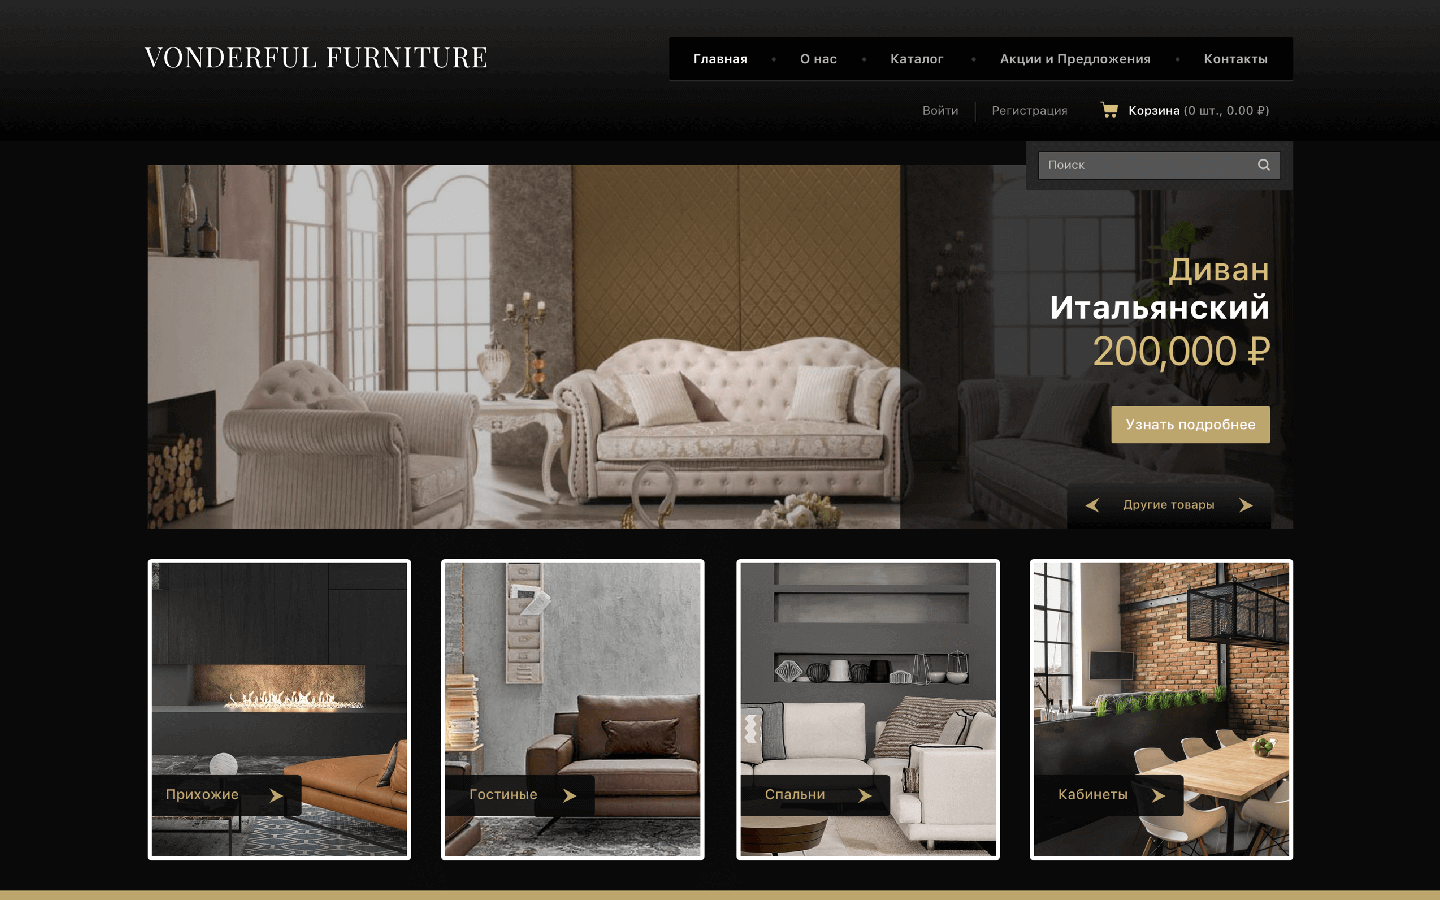 VONDERFUL FURNITURE
Главная • О нас • Каталог • Акции и Предложения • Контакты
Войти Регистрация Корзина (0 шт., 0.00 ₽)
Поиск
Диван
Итальянский
200,000 ₽
Узнать подробнее
Другие товары
Прихожие
Гостиные
Спальни
Кабинеты